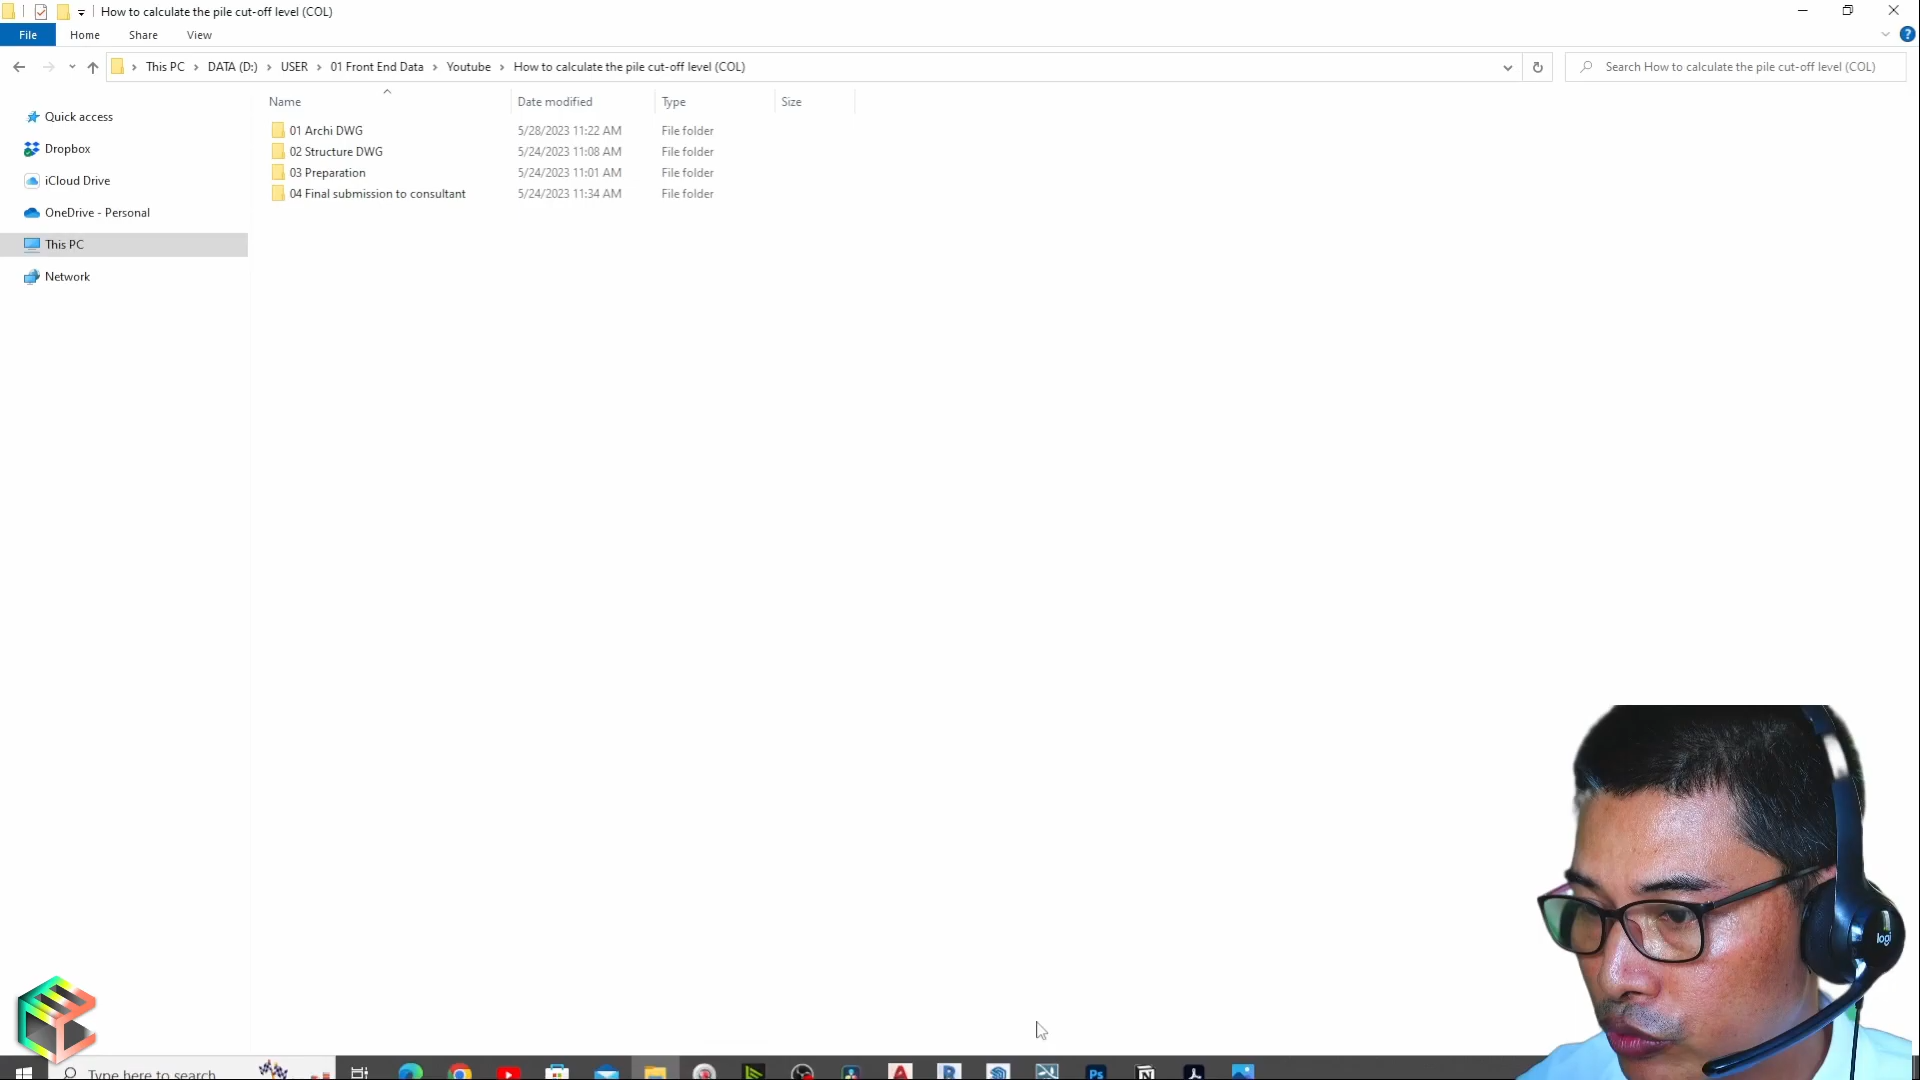 How to calculate the pile cut-off level (COL)
File Home Share View
This PC DATA (D:) USER 01 Front End Data Youtube How to calculate the pile cut-off level (COL)
Search How to calculate the pile cut-off level (COL)
Name Date modified Type Size
Quick access
Dropbox
iCloud Drive
OneDrive - Personal
This PC
Network
01 Archi DWG 5/28/2023 11:22 AM File folder
02 Structure DWG 5/24/2023 11:08 AM File folder
03 Preparation 5/24/2023 11:01 AM File folder
04 Final submission to consultant 5/24/2023 11:34 AM File folder
logi
Type here to search
Ps